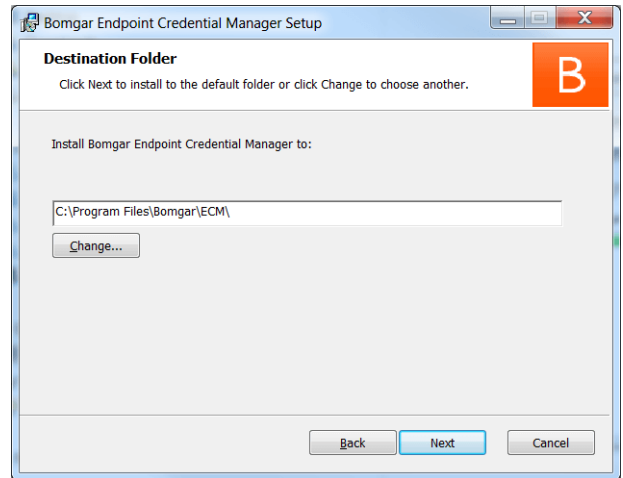 Bomgar Endpoint Credential Manager Setup
Destination Folder
Click Next to install to the default folder or click Change to choose another.
B
Install Bomgar Endpoint Credential Manager to:
C:\Program Files\Bomgar\ECM\
Change...
Back Next Cancel